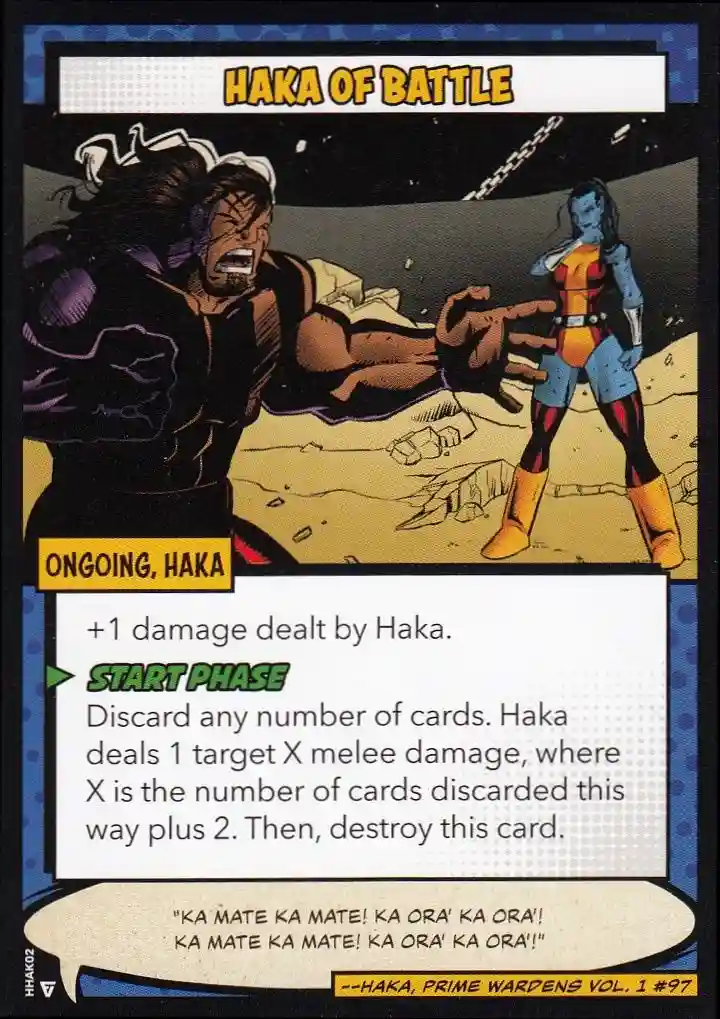 HAKA OF BATTLE
ONGOING, HAKA
+1 damage dealt by Haka.
START PHASE
Discard any number of cards. Haka
deals 1 target X melee damage, where
X is the number of cards discarded this
way plus 2. Then, destroy this card.
"KA MATE KA MATE! KA ORA' KA ORA'!
KA MATE KA MATE! KA ORA' KA ORA'!"
--HAKA, PRIME WARDENS VOL. 1 #97
HHAK02